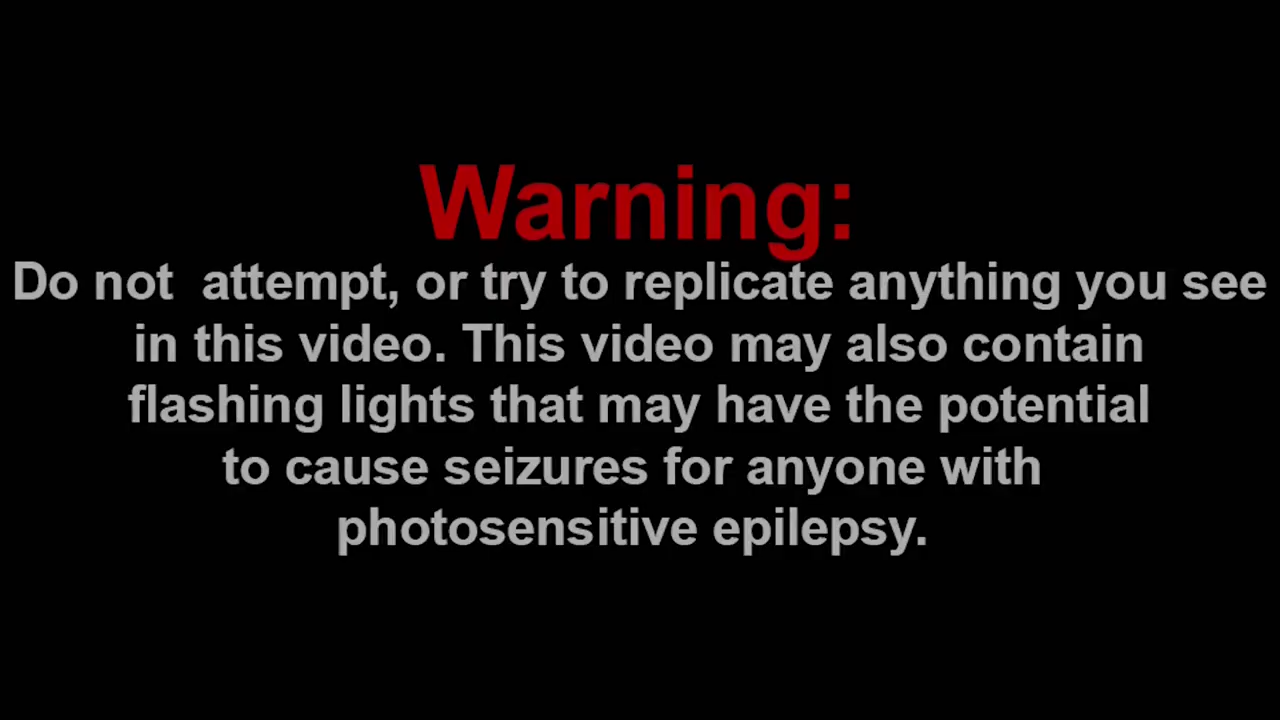 Warning:
Do not  attempt, or try to replicate anything you see
in this video. This video may also contain
flashing lights that may have the potential
to cause seizures for anyone with
photosensitive epilepsy.